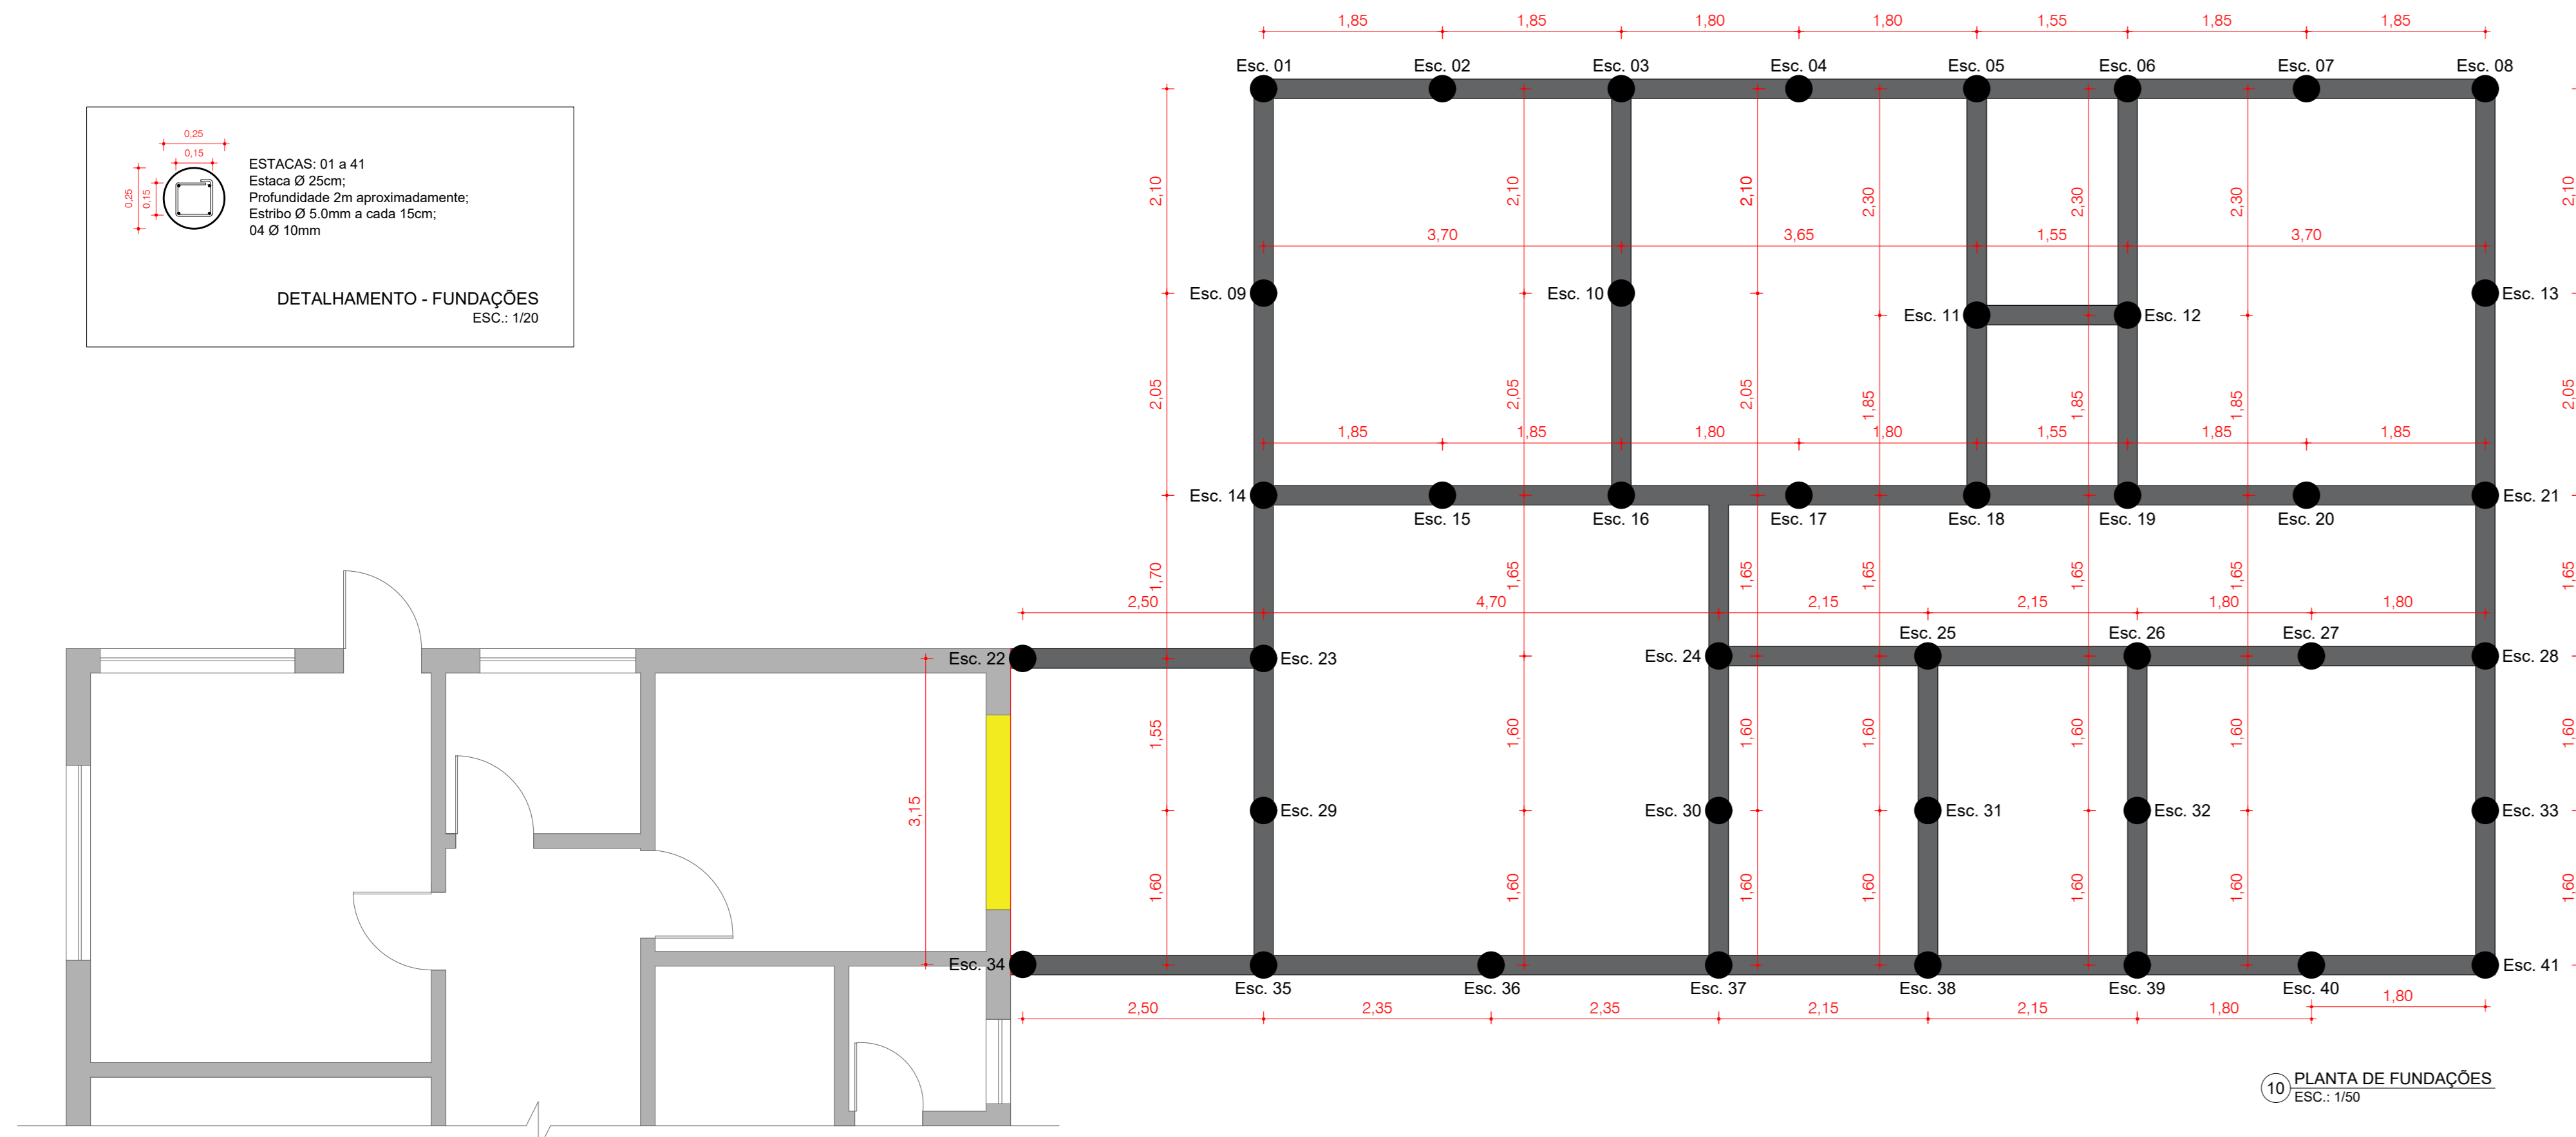 1,85 1,85 1,80 1,80 1,55 1,85 1,85
Esc. 01 Esc. 02 Esc. 03 Esc. 04 Esc. 05 Esc. 06 Esc. 07 Esc. 08
0,25
0,15
0,25
0,15
ESTACAS: 01 a 41
Estaca Ø 25cm;
Profundidade 2m aproximadamente;
Estribo Ø 5.0mm a cada 15cm;
04 Ø 10mm
DETALHAMENTO - FUNDAÇÕES
ESC.: 1/20
2,10 2,10 2,10 2,30 2,30 2,30 2,10
3,70 3,65 1,55 3,70
Esc. 09 Esc. 10 Esc. 13
Esc. 11 Esc. 12
2,05 2,05 2,05 1,85 1,85 1,85 2,05
1,85 1,85 1,80 1,80 1,55 1,85 1,85
Esc. 14 Esc. 21
Esc. 15 Esc. 16 Esc. 17 Esc. 18 Esc. 19 Esc. 20
1,70 1,65 1,65 1,65 1,65 1,65 1,65
2,50 4,70 2,15 2,15 1,80 1,80
Esc. 25 Esc. 26 Esc. 27
Esc. 22 Esc. 23 Esc. 24 Esc. 28
1,55 1,60 1,60 1,60 1,60 1,60 1,60
3,15
Esc. 29 Esc. 30 Esc. 31 Esc. 32 Esc. 33
1,60 1,60 1,60 1,60 1,60 1,60 1,60
Esc. 34 Esc. 41
Esc. 35 Esc. 36 Esc. 37 Esc. 38 Esc. 39 Esc. 40
1,80
2,50 2,35 2,35 2,15 2,15 1,80
10 PLANTA DE FUNDAÇÕES
ESC.: 1/50